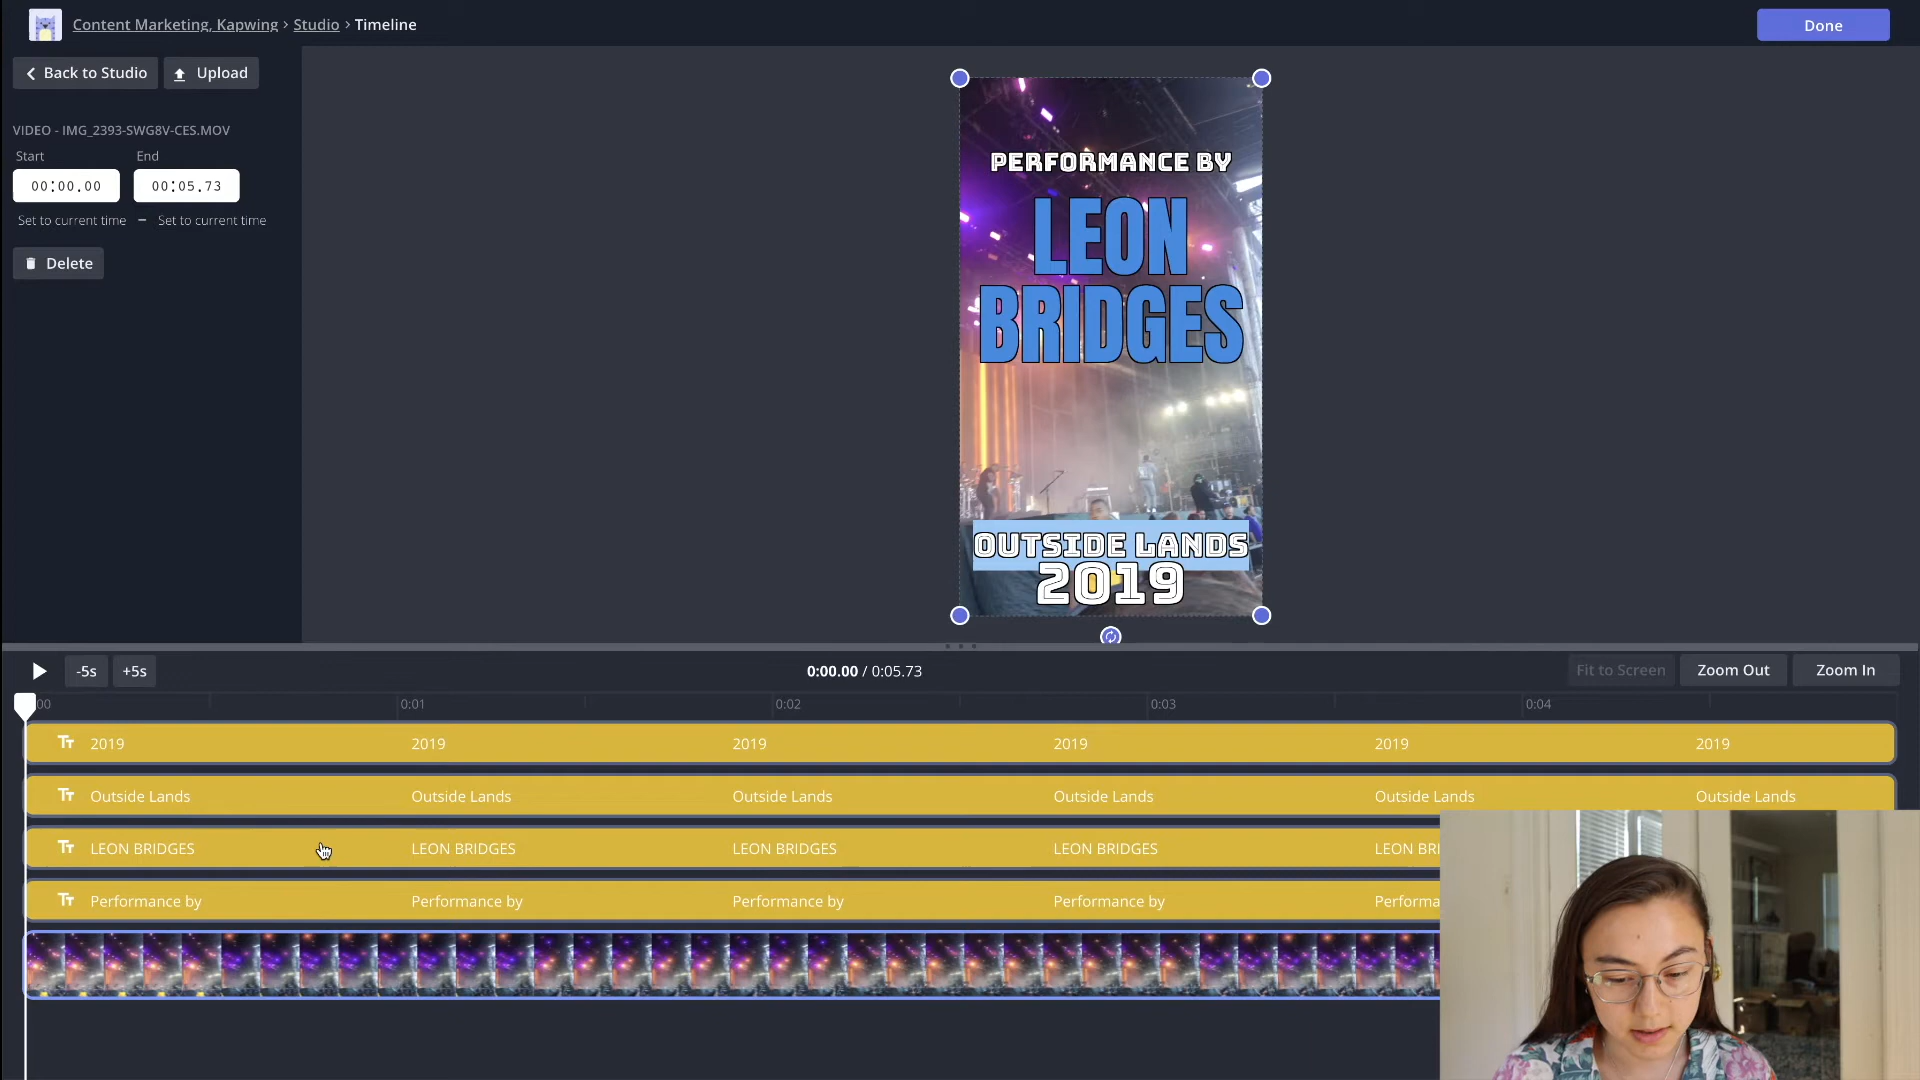 Content Marketing, Kapwing > Studio > Timeline
Done
Back to Studio
Upload
VIDEO - IMG_2393-SWG8V-CES.MOV
Start End
00:00.00 00:05.73
Set to current time – Set to current time
Delete
PERFORMANCE BY
LEON
BRIDGES
OUTSIDE LANDS
2019
-5s +5s 0:00.00 / 0:05.73 Fit to Screen Zoom Out Zoom In
:00 0:01 0:02 0:03 0:04
2019 2019 2019 2019 2019 2019
Outside Lands Outside Lands Outside Lands Outside Lands Outside Lands Outside Lands
LEON BRIDGES LEON BRIDGES LEON BRIDGES LEON BRIDGES LEON BRI
Performance by Performance by Performance by Performance by Performa